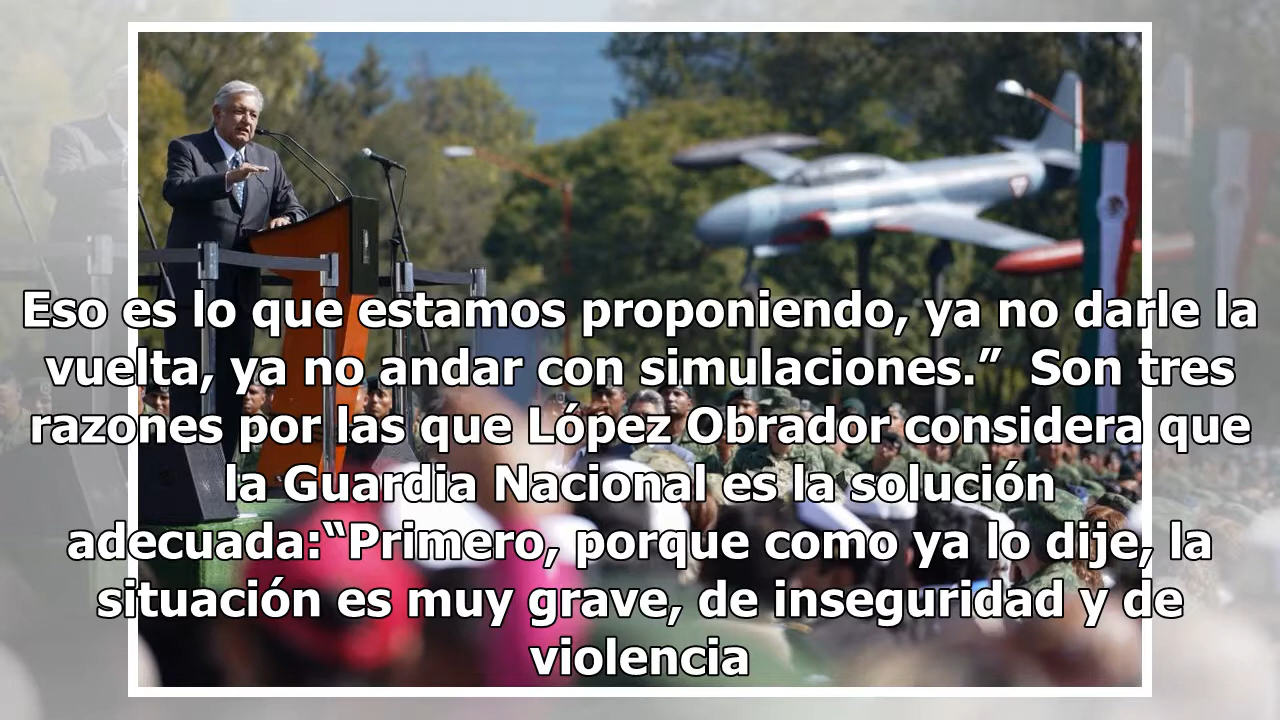 Eso es lo que estamos proponiendo, ya no darle la
vuelta, ya no andar con simulaciones.”  Son tres
razones por las que López Obrador considera que
la Guardia Nacional es la solución
adecuada:“Primero, porque como ya lo dije, la
situación es muy grave, de inseguridad y de
violencia